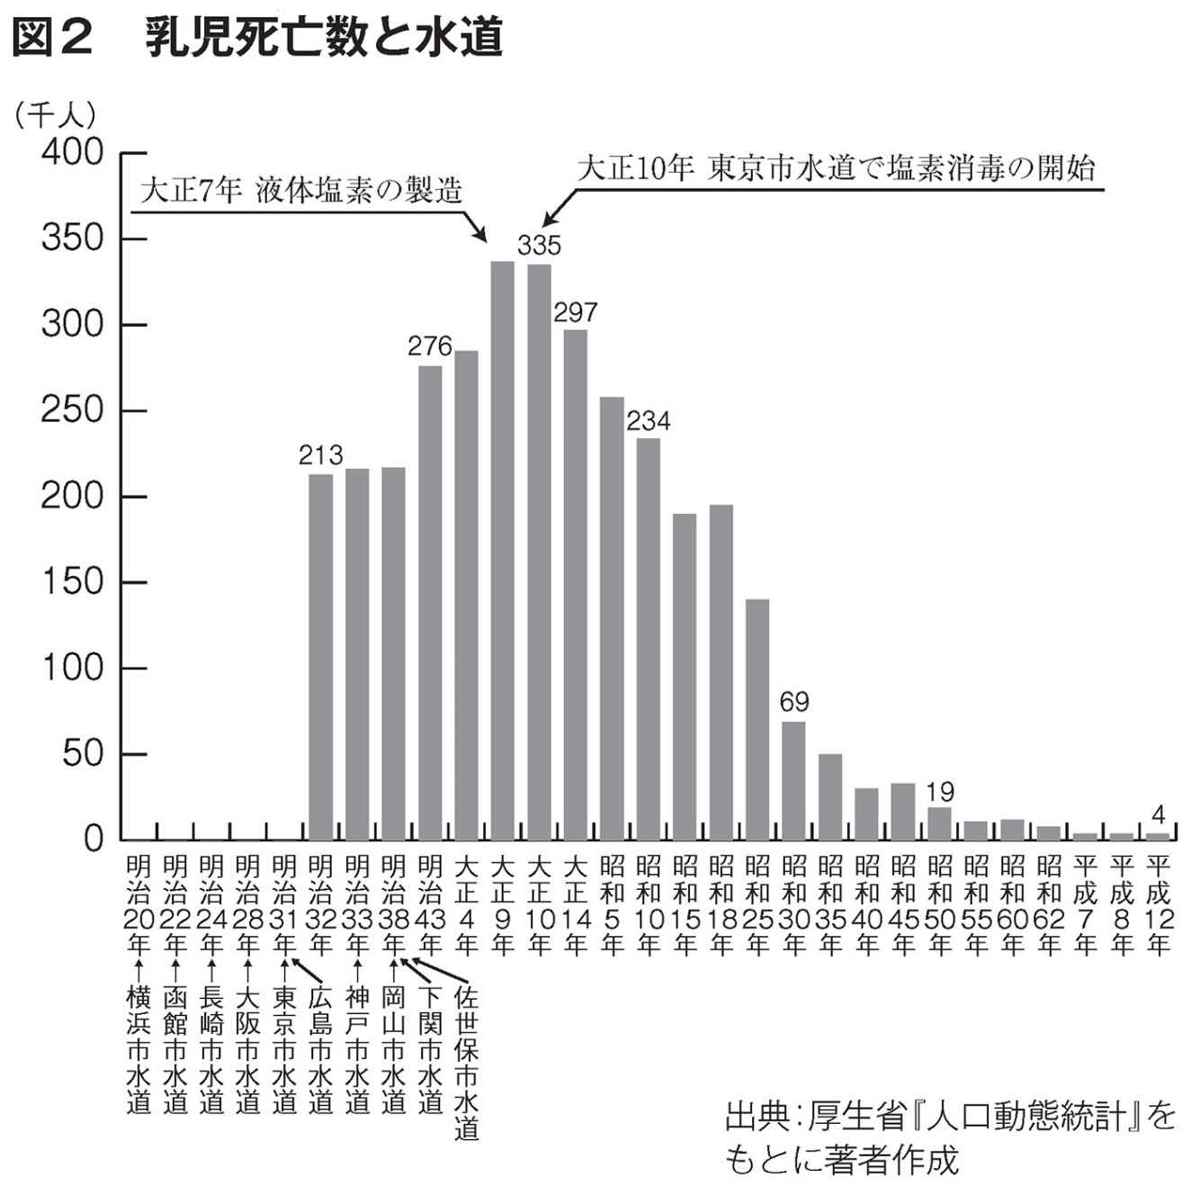 図2　乳児死亡数と水道
(千人)
大正7年 液体塩素の製造
大正10年 東京市水道で塩素消毒の開始
400
350
300
250
200
150
100
50
0
213
276
335
297
234
69
19
4
明治20年
明治22年
明治24年
明治28年
明治31年
明治32年
明治33年
明治38年
明治43年
大正4年
大正9年
大正10年
大正14年
昭和5年
昭和10年
昭和15年
昭和18年
昭和25年
昭和30年
昭和35年
昭和40年
昭和45年
昭和50年
昭和55年
昭和60年
昭和62年
平成7年
平成8年
平成12年
横浜市水道
函館市水道
長崎市水道
大阪市水道
東京市水道
広島市水道
神戸市水道
岡山市水道
下関市水道
佐世保市水道
出典：厚生省『人口動態統計』を
もとに著者作成